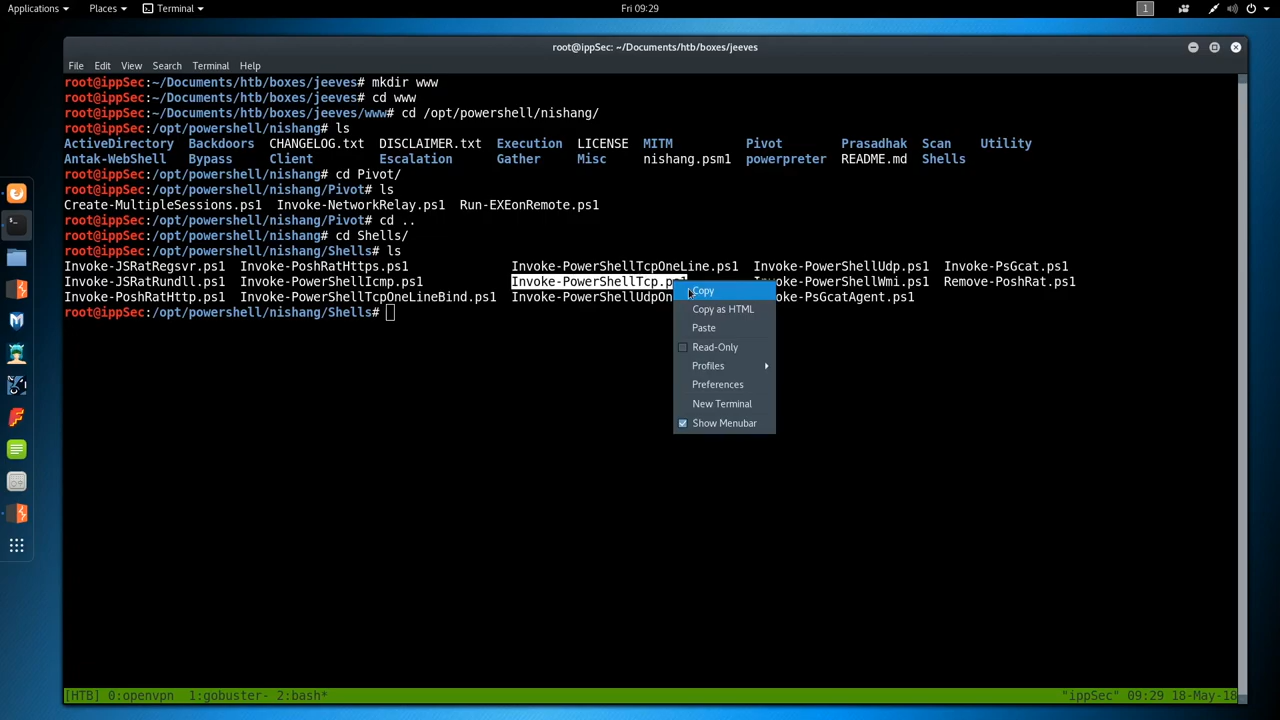 Applications Places Terminal Fri 09:29 1
root@ippSec: ~/Documents/htb/boxes/jeeves
File Edit View Search Terminal Help
root@ippSec:~/Documents/htb/boxes/jeeves# mkdir www
root@ippSec:~/Documents/htb/boxes/jeeves# cd www
root@ippSec:~/Documents/htb/boxes/jeeves/www# cd /opt/powershell/nishang/
root@ippSec:/opt/powershell/nishang# ls
ActiveDirectory Backdoors CHANGELOG.txt DISCLAIMER.txt Execution LICENSE MITM Pivot Prasadhak Scan Utility
Antak-WebShell Bypass Client Escalation Gather Misc nishang.psm1 powerpreter README.md Shells
root@ippSec:/opt/powershell/nishang# cd Pivot/
root@ippSec:/opt/powershell/nishang/Pivot# ls
Create-MultipleSessions.ps1 Invoke-NetworkRelay.ps1 Run-EXEonRemote.ps1
root@ippSec:/opt/powershell/nishang/Pivot# cd ..
root@ippSec:/opt/powershell/nishang# cd Shells/
root@ippSec:/opt/powershell/nishang/Shells# ls
Invoke-JSRatRegsvr.ps1 Invoke-PoshRatHttps.ps1 Invoke-PowerShellTcpOneLine.ps1 Invoke-PowerShellUdp.ps1 Invoke-PsGcat.ps1
Invoke-JSRatRundll.ps1 Invoke-PowerShellIcmp.ps1 Invoke-PowerShellTcp.ps1 -PowerShellWmi.ps1 Remove-PoshRat.ps1
Invoke-PoshRatHttp.ps1 Invoke-PowerShellTcpOneLineBind.ps1 Invoke-PowerShellUdpOn oke-PsGcatAgent.ps1
root@ippSec:/opt/powershell/nishang/Shells#
Copy
Copy as HTML
Paste
Read-Only
Profiles
Preferences
New Terminal
Show Menubar
[HTB] 0:openvpn 1:gobuster- 2:bash* "ippSec" 09:29 18-May-18